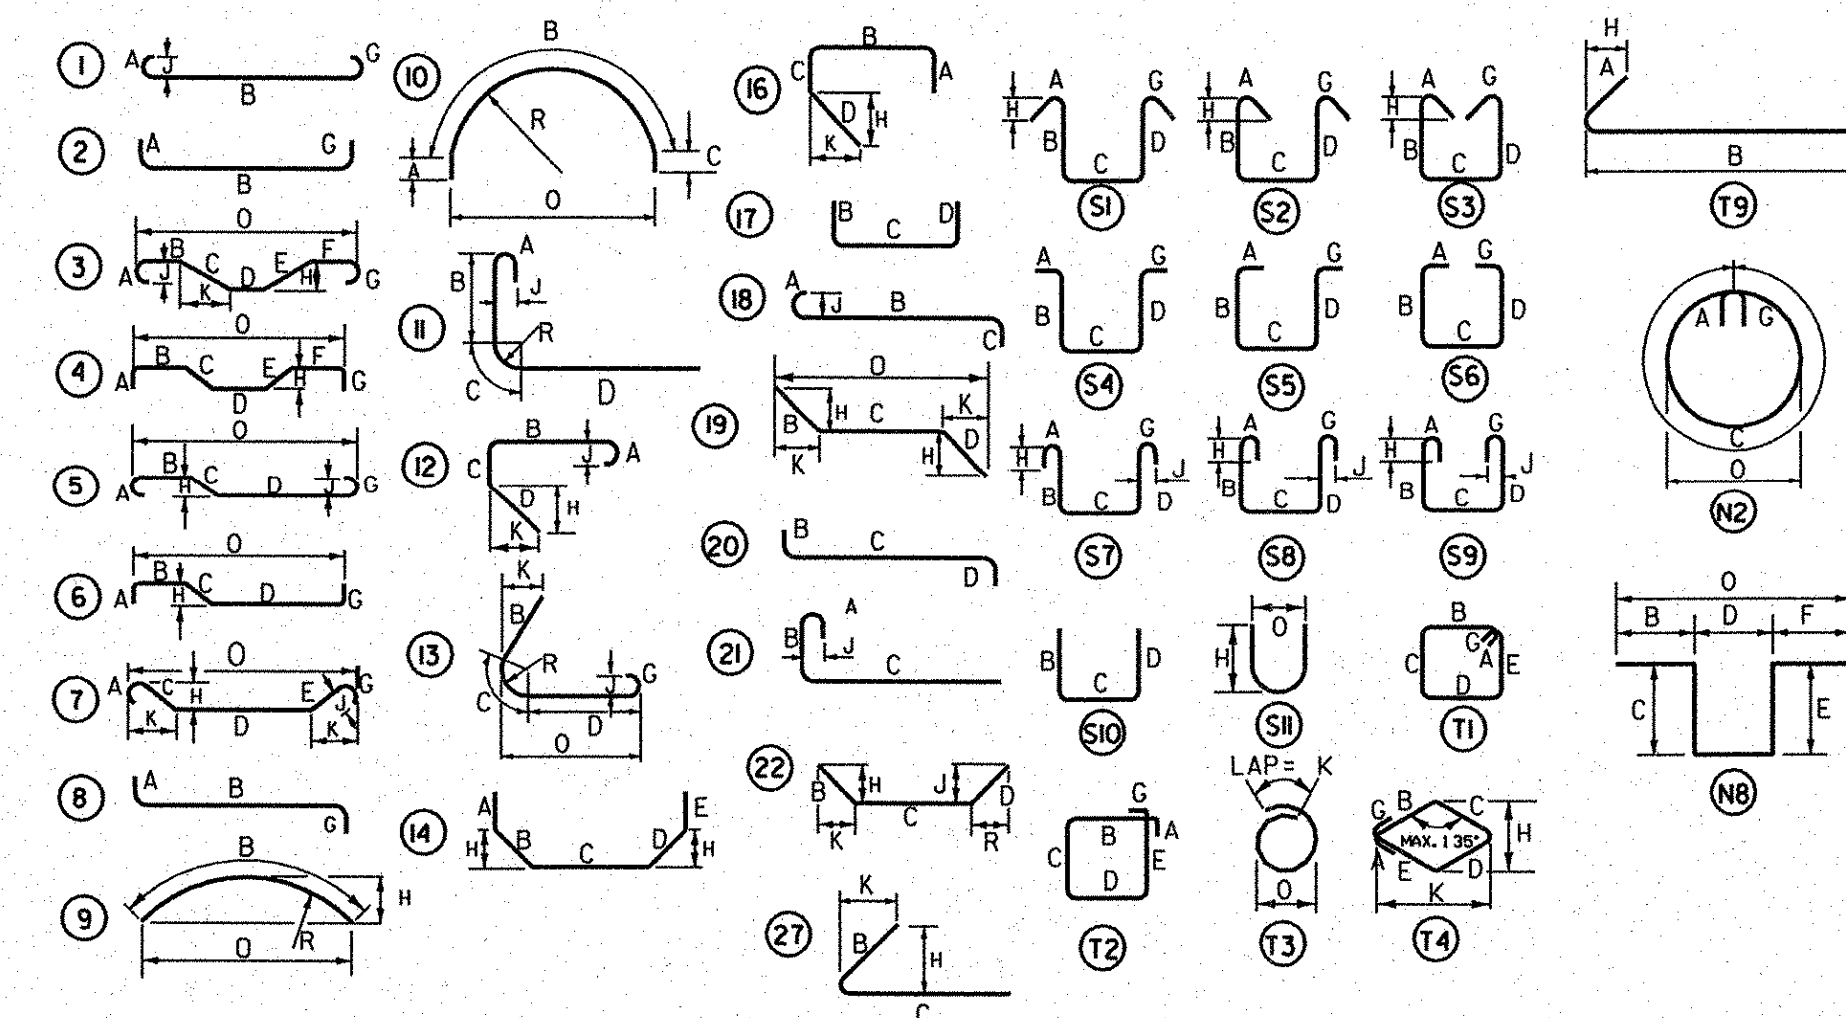 1 A J B G
2 A B G
3 O A J B C K D E H F G
4 O A B C D E H F G
5 O A B H C D J G
6 O A B H C D G
7 O A C H K D E J K G
8 A B G
9 B H R O
10 B R A C O
11 A B J R C D
12 B A J C D H K
13 K B R C J G D O
14 A H B C D E H
16 B A C D H K
17 B C D
18 A J B C
19 O B H C K D H K
20 B C D
21 A B J C
22 B H K C J D R
27 K B H C
S1 A G H B C D
S2 A G H B C D
S3 A G H B C D
S4 A G B C D
S5 A G B C D
S6 A G B C D
S7 A G H B C J D
S8 A G H B C J D
S9 A G H B C J D
S10 B C D
S11 O H
T1 B G A C D E
T2 G A B C D E
T3 LAP= K O
T4 G B C MAX. 135° H A E D K
T9 H A B
N2 A G C O
N8 O B D F C E